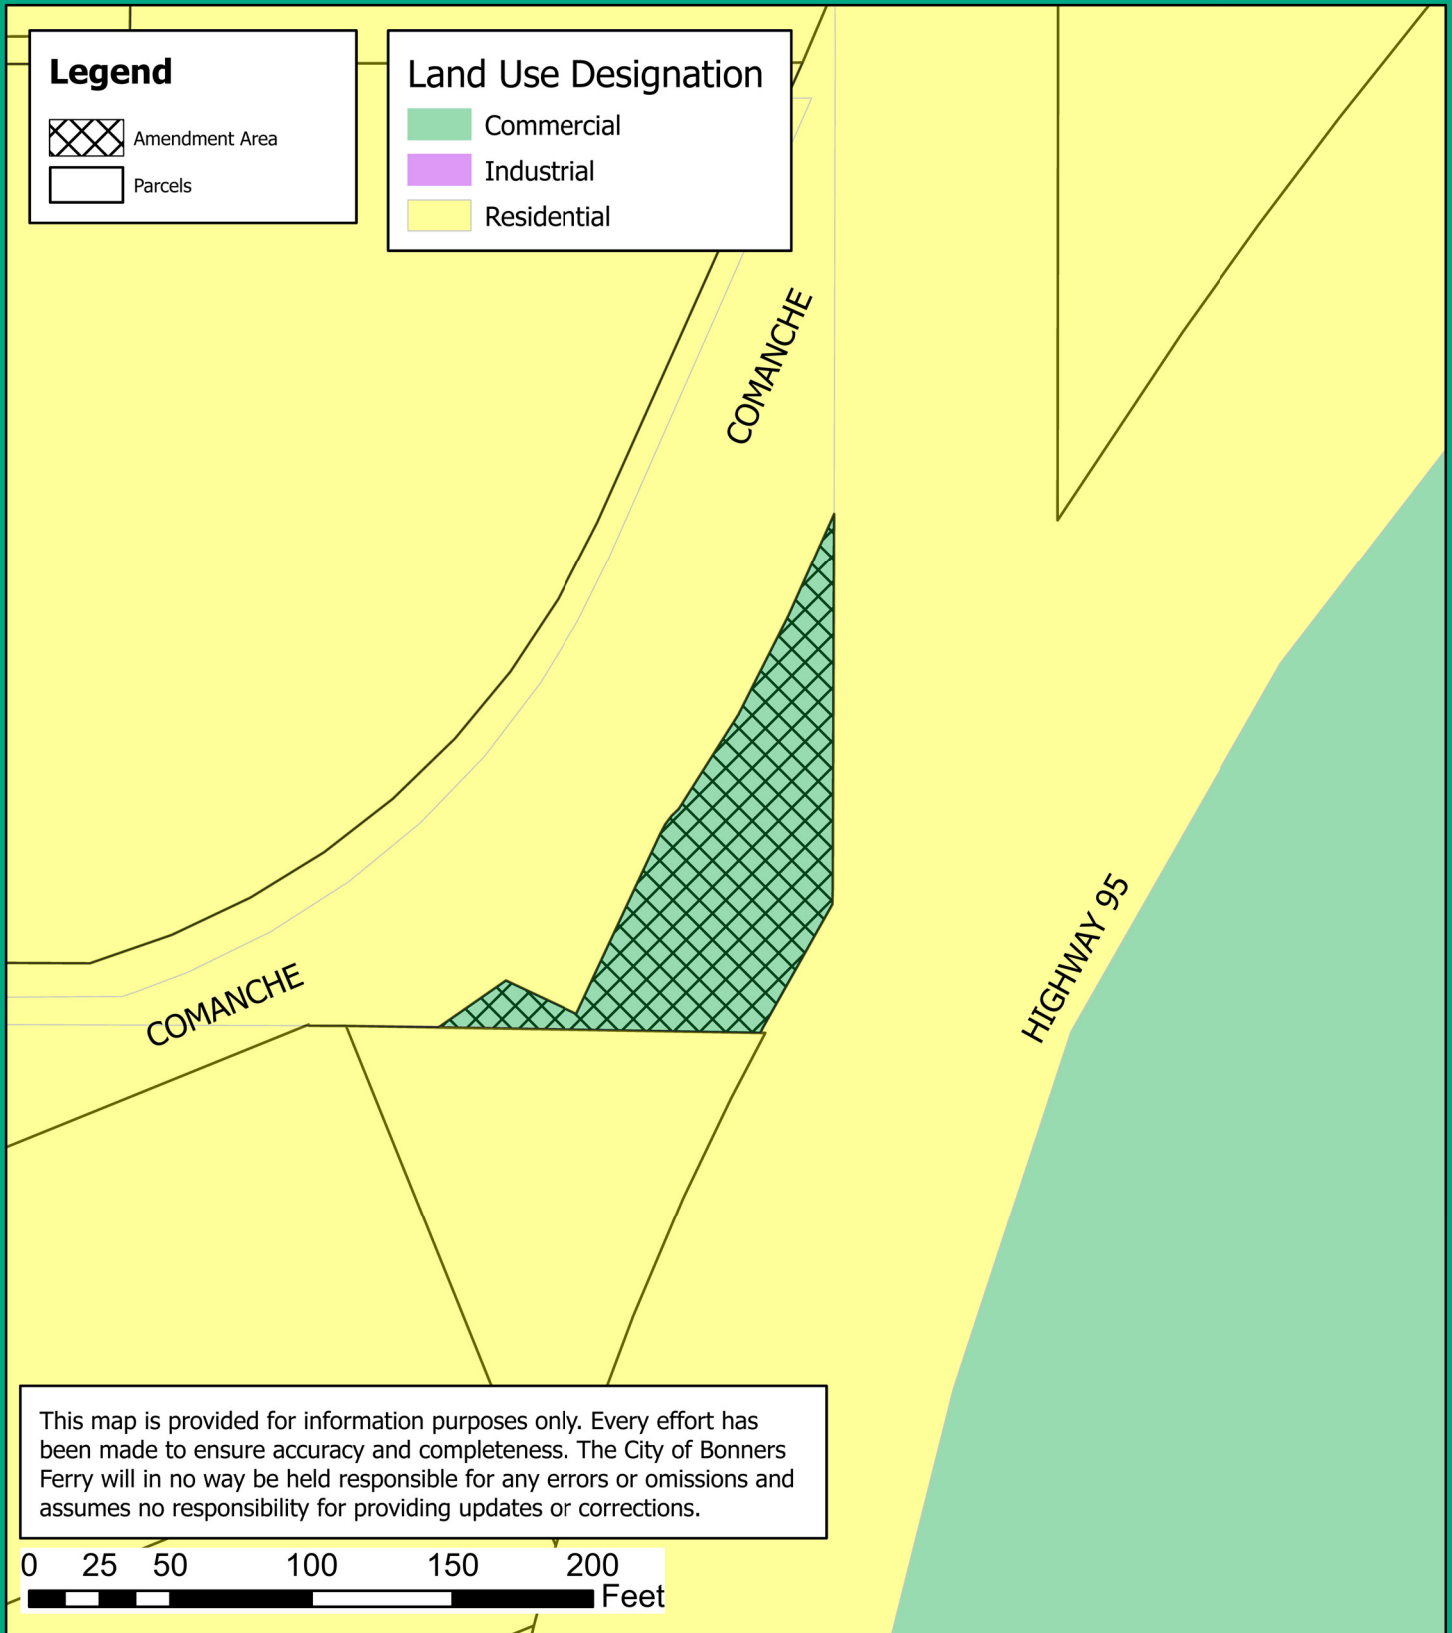 Legend
Amendment Area
Parcels
Land Use Designation
Commercial
Industrial
Residential
COMANCHE
COMANCHE
HIGHWAY 95
This map is provided for information purposes only. Every effort has
been made to ensure accuracy and completeness. The City of Bonners
Ferry will in no way be held responsible for any errors or omissions and
assumes no responsibility for providing updates or corrections.
0 25 50 100 150 200
Feet